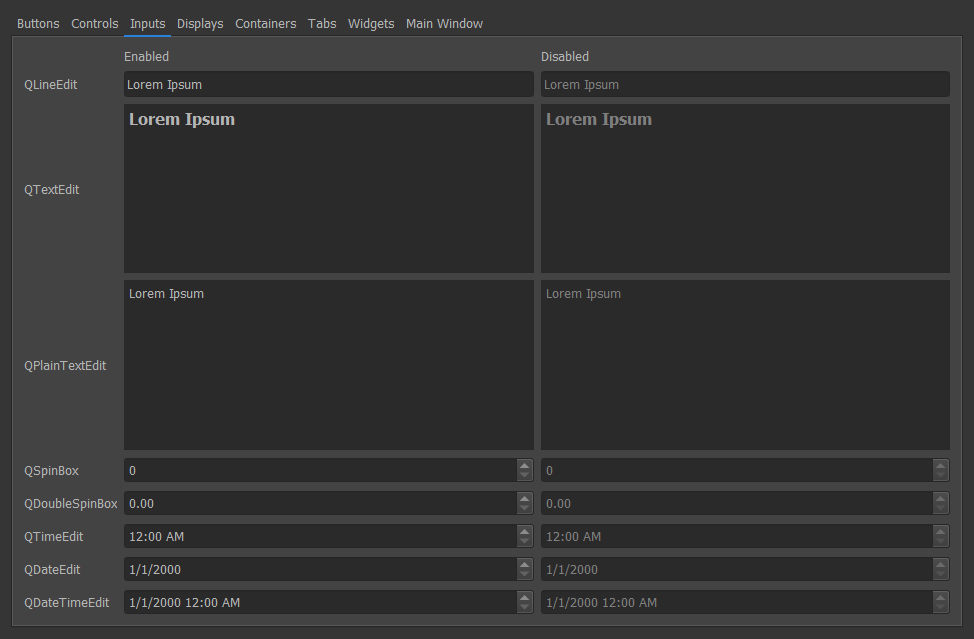 Buttons Controls Inputs Displays Containers Tabs Widgets Main Window
Enabled Disabled
QLineEdit Lorem Ipsum Lorem Ipsum
Lorem Ipsum Lorem Ipsum
QTextEdit
Lorem Ipsum Lorem Ipsum
QPlainTextEdit
QSpinBox 0 0
QDoubleSpinBox 0.00 0.00
QTimeEdit 12:00 AM 12:00 AM
QDateEdit 1/1/2000 1/1/2000
QDateTimeEdit 1/1/2000 12:00 AM 1/1/2000 12:00 AM